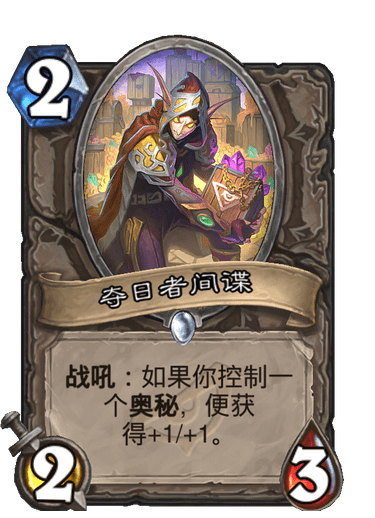 2
夺日者间谍
战吼：如果你控制一
个奥秘，便获
得+1/+1。
2
3